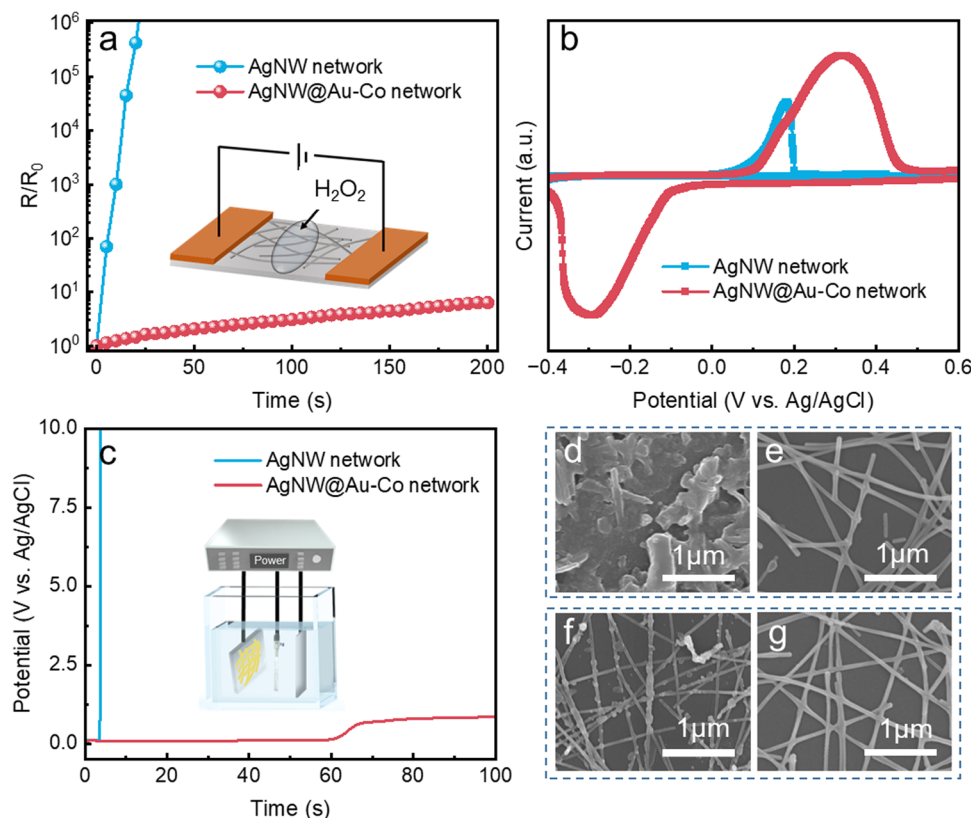 a
10⁶
10⁵
10⁴
10³
10²
10¹
10⁰
R/R₀
AgNW network
AgNW@Au-Co network
H₂O₂
0
50
100
150
200
Time (s)
b
Current (a.u.)
AgNW network
AgNW@Au-Co network
−0.4
−0.2
0.0
0.2
0.4
0.6
Potential (V vs. Ag/AgCl)
c
10.0
7.5
5.0
2.5
0.0
Potential (V vs. Ag/AgCl)
AgNW network
AgNW@Au-Co network
Power
0
20
40
60
80
100
Time (s)
d
1μm
e
1μm
f
1μm
g
1μm